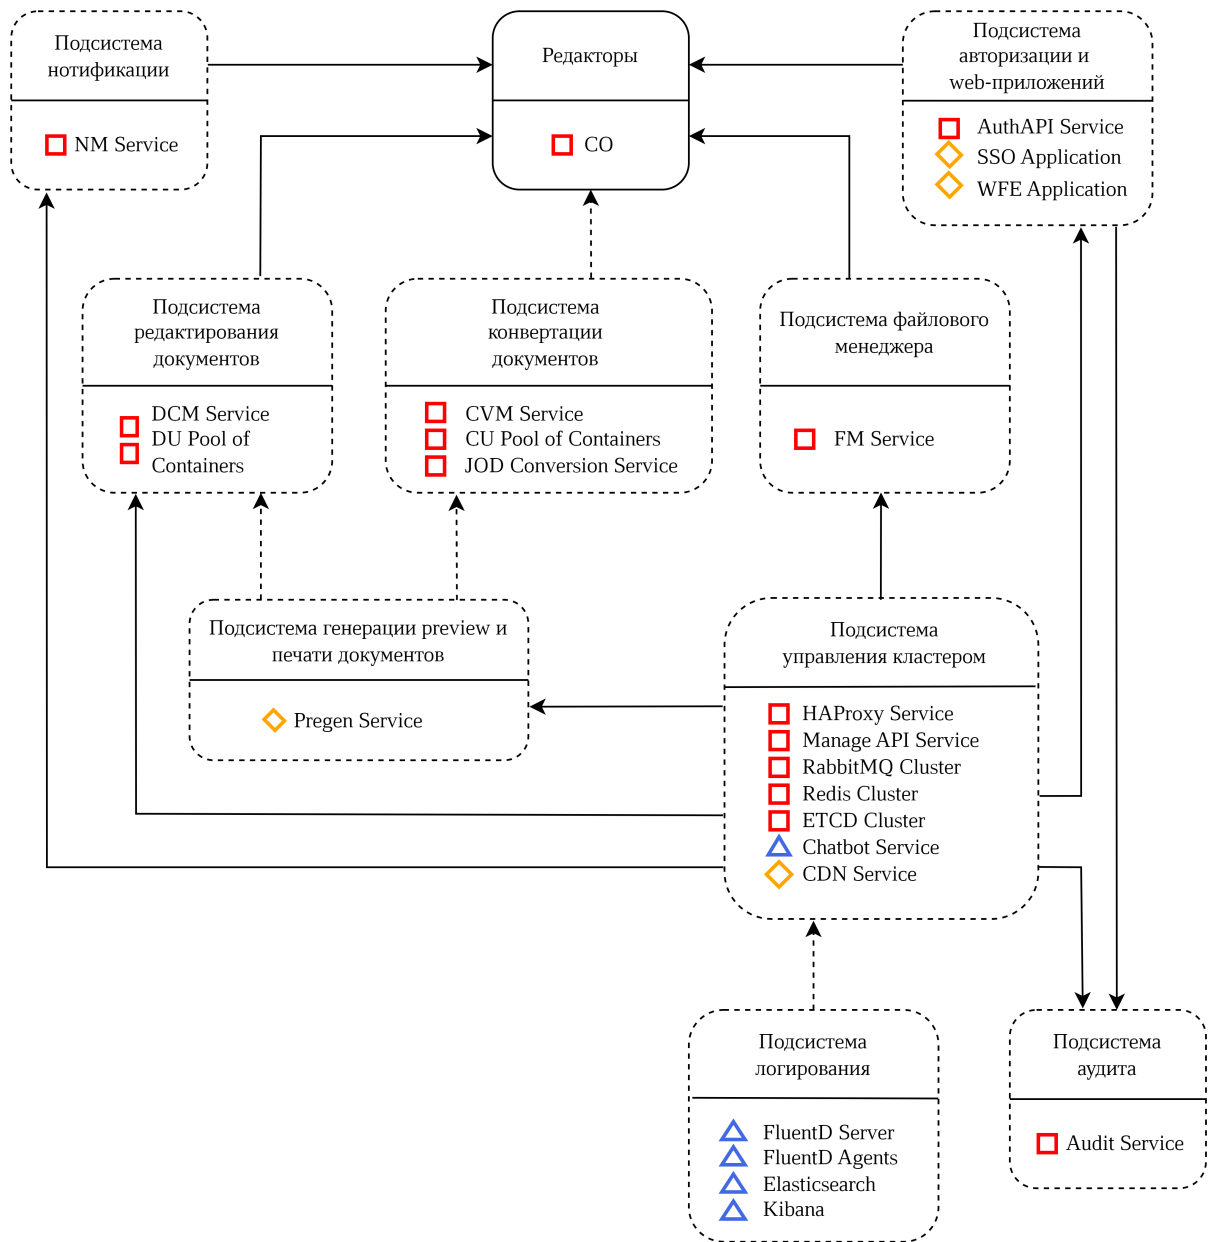 Подсистема
нотификации
NM Service
Редакторы
CO
Подсистема
авторизации и
web-приложений
AuthAPI Service
SSO Application
WFE Application
Подсистема
редактирования
документов
DCM Service
DU Pool of
Containers
Подсистема
конвертации
документов
CVM Service
CU Pool of Containers
JOD Conversion Service
Подсистема файлового
менеджера
FM Service
Подсистема генерации preview и
печати документов
Pregen Service
Подсистема
управления кластером
HAProxy Service
Manage API Service
RabbitMQ Cluster
Redis Cluster
ETCD Cluster
Chatbot Service
CDN Service
Подсистема
логирования
FluentD Server
FluentD Agents
Elasticsearch
Kibana
Подсистема
аудита
Audit Service